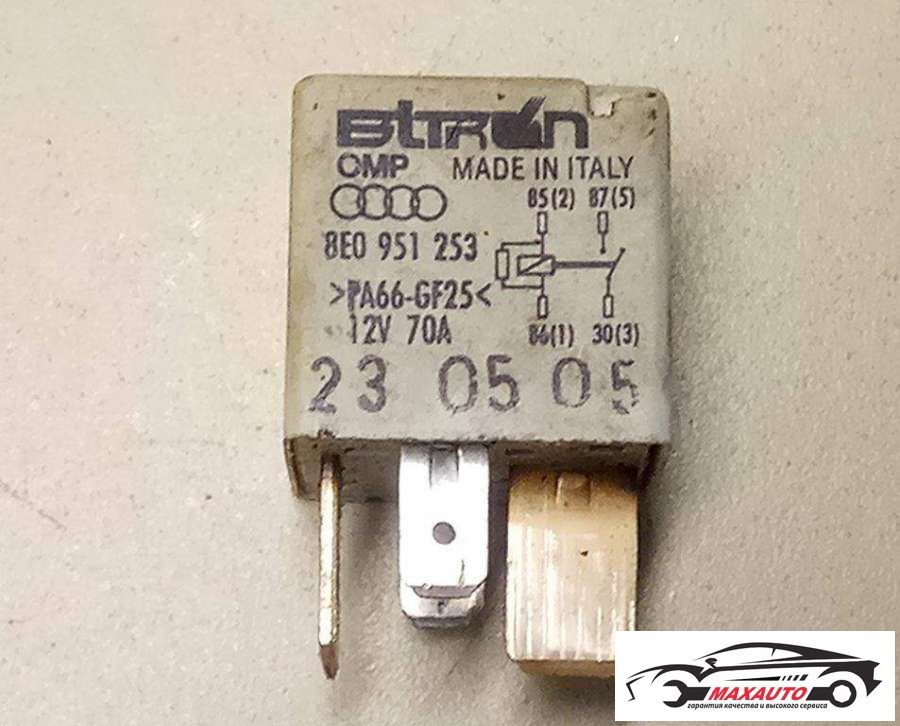 BITRON
CMP MADE IN ITALY
85(2) 87(5)
8E0 951 253
>PA66-GF25<
12V 70A 86(1) 30(3)
23 05 05
MAXAUTO
гарантия качества и высокого сервиса